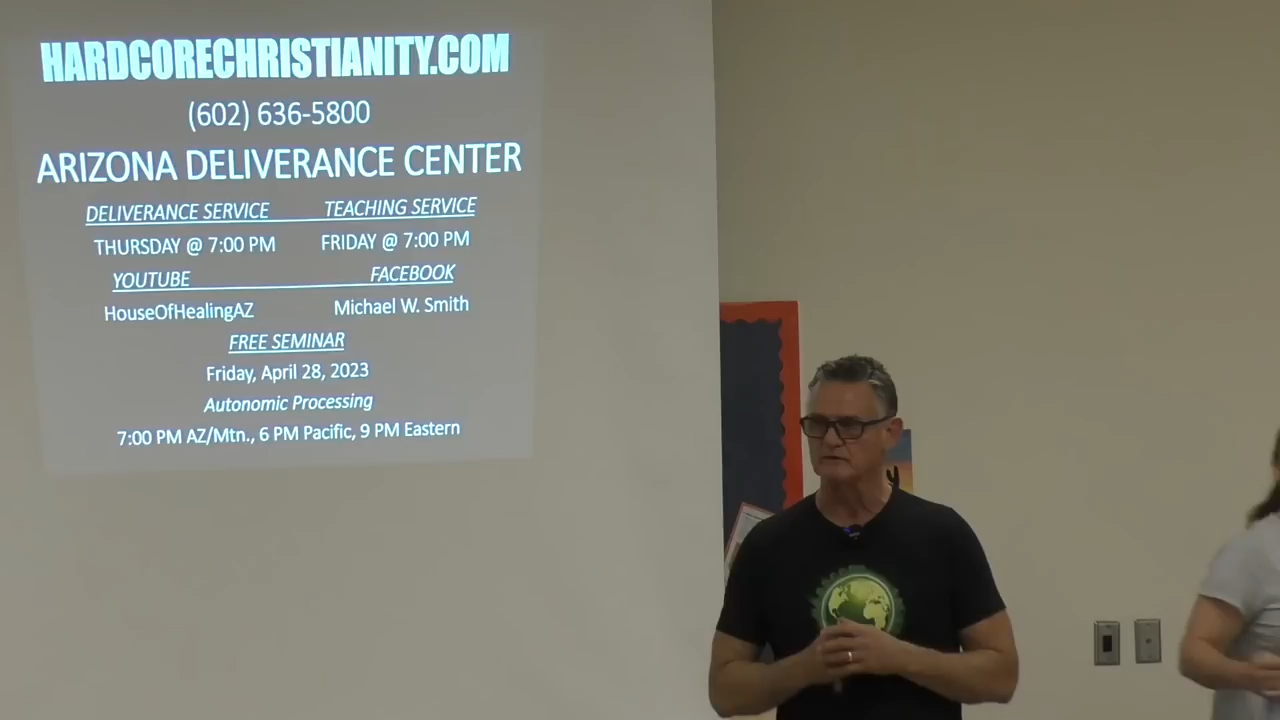 HARDCORECHRISTIANITY.COM
(602) 636-5800
ARIZONA DELIVERANCE CENTER
DELIVERANCE SERVICE TEACHING SERVICE
THURSDAY @ 7:00 PM FRIDAY @ 7:00 PM
YOUTUBE FACEBOOK
HouseOfHealingAZ Michael W. Smith
FREE SEMINAR
Friday, April 28, 2023
Autonomic Processing
7:00 PM AZ/Mtn., 6 PM Pacific, 9 PM Eastern